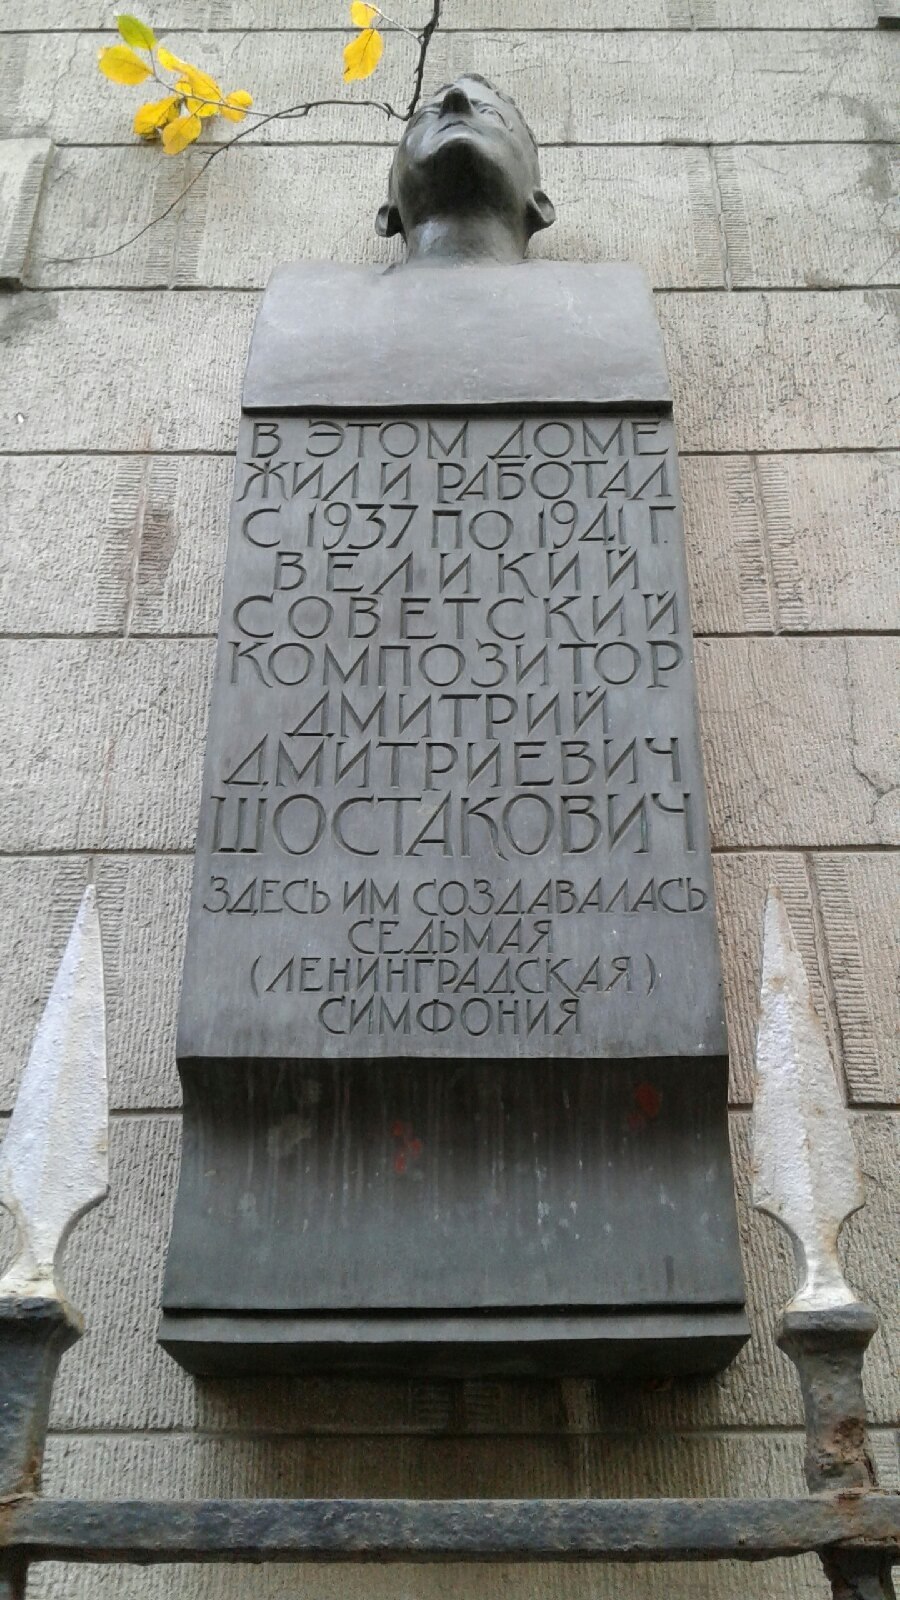 В ЭТОМ ДОМЕ
ЖИЛ И РАБОТАЛ
С 1937 ПО 1941 Г.
ВЕЛИКИЙ
СОВЕТСКИЙ
КОМПОЗИТОР
ДМИТРИЙ
ДМИТРИЕВИЧ
ШОСТАКОВИЧ
ЗДЕСЬ ИМ СОЗДАВАЛАСЬ
СЕДЬМАЯ
(ЛЕНИНГРАДСКАЯ)
СИМФОНИЯ